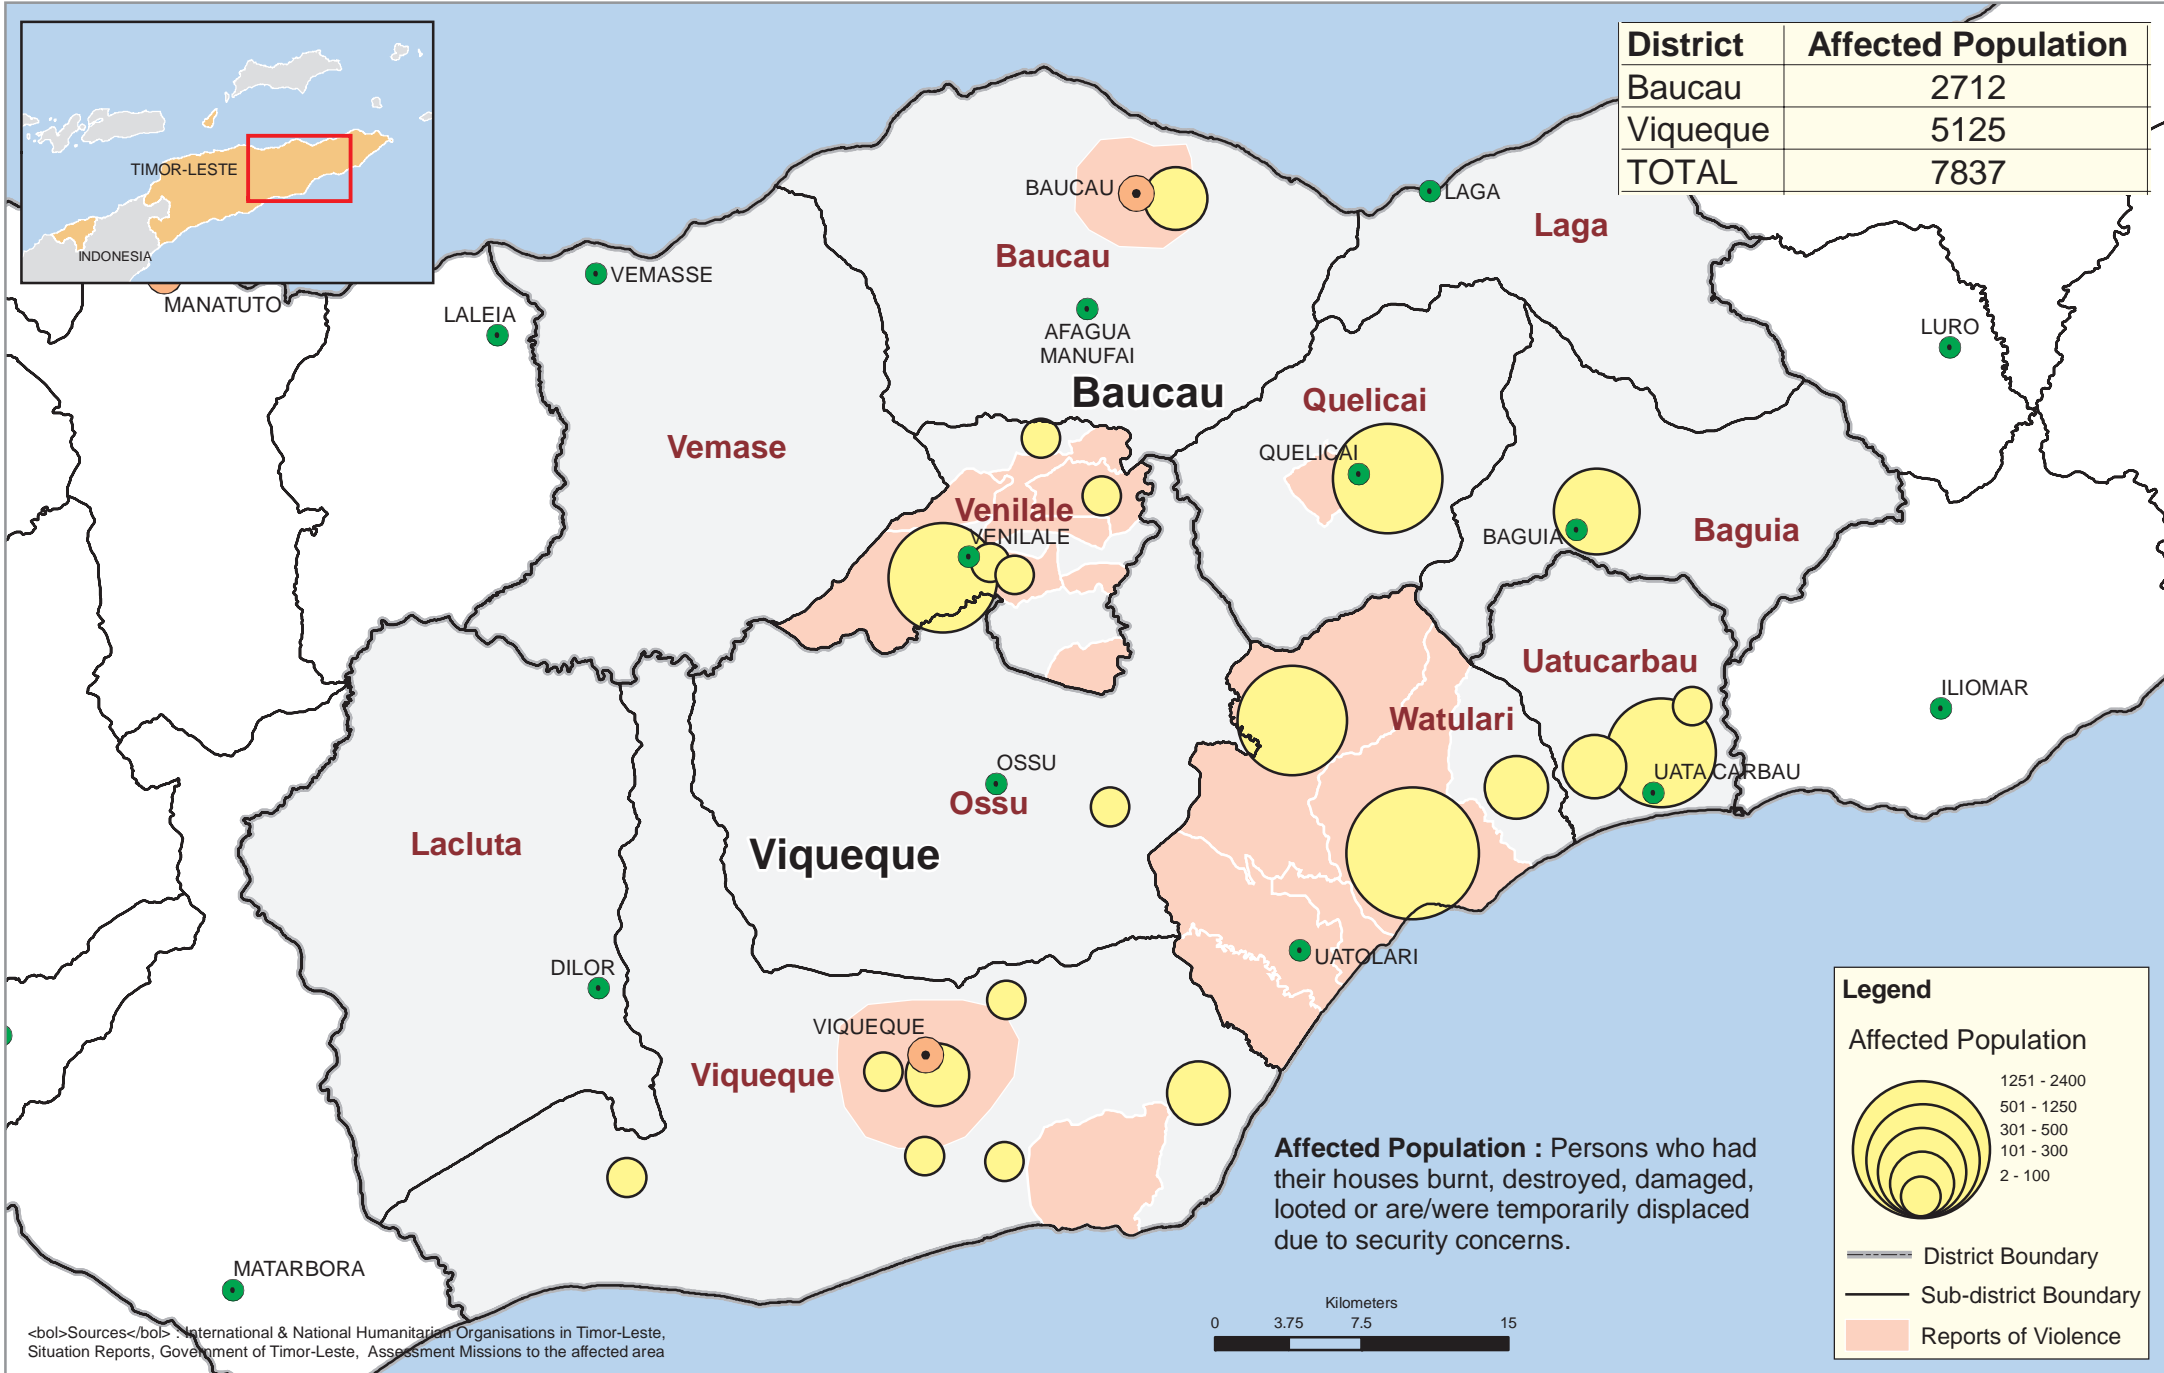 District Affected Population
Baucau 2712
Viqueque 5125
TOTAL 7837
TIMOR-LESTE
INDONESIA
MANATUTO
LALEIA
VEMASSE
BAUCAU
Baucau
AFAGUA
MANUFAI
Baucau
LAGA
Laga
LURO
Quelicai
QUELICAI
Vemase
Venilale
VENILALE
BAGUIA
Baguia
Uatucarbau
ILIOMAR
Watulari
UATA CARBAU
OSSU
Ossu
Lacluta
Viqueque
DILOR
UATOLARI
VIQUEQUE
Viqueque
MATARBORA
Affected Population : Persons who had
their houses burnt, destroyed, damaged,
looted or are/were temporarily displaced
due to security concerns.
Kilometers
0 3.75 7.5 15
<bol>Sources</bol> : International & National Humanitarian Organisations in Timor-Leste,
Situation Reports, Government of Timor-Leste, Assessment Missions to the affected area
Legend
Affected Population
1251 - 2400
501 - 1250
301 - 500
101 - 300
2 - 100
District Boundary
Sub-district Boundary
Reports of Violence